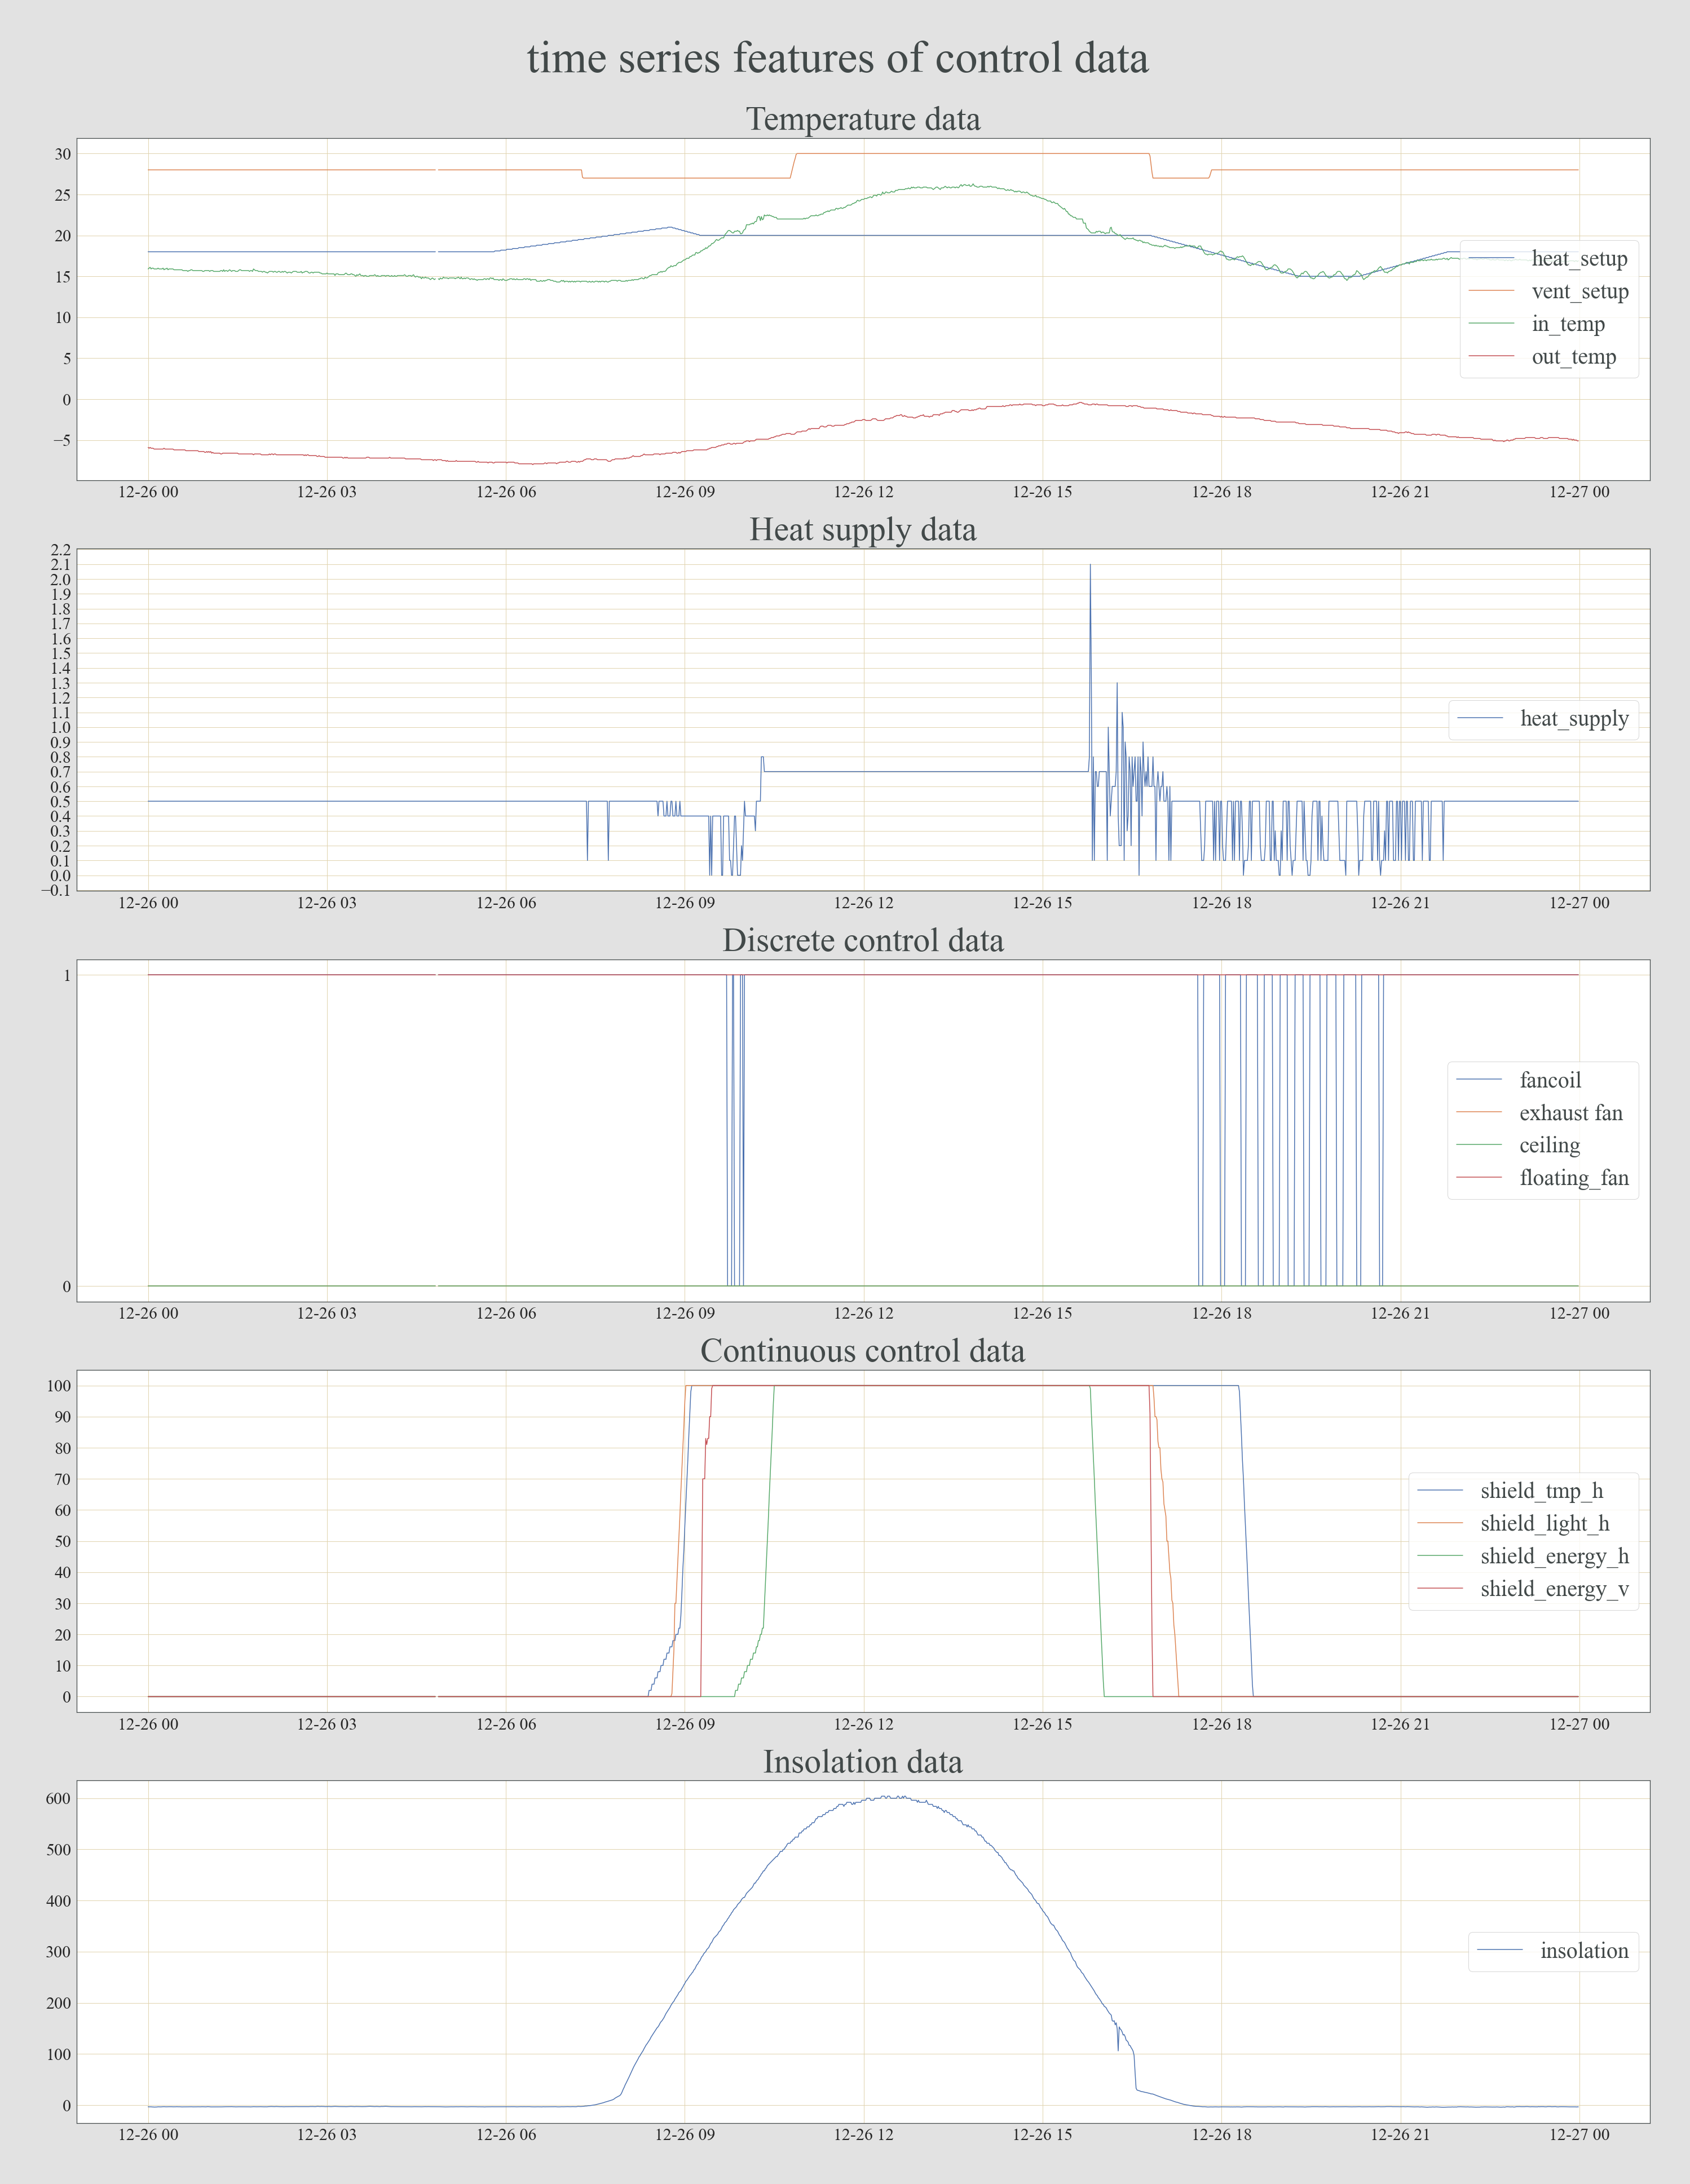 time series features of control data
Temperature data
30
25
20
15
10
5
0
−5
heat_setup
vent_setup
in_temp
out_temp
12-26 00 12-26 03 12-26 06 12-26 09 12-26 12 12-26 15 12-26 18 12-26 21 12-27 00
Heat supply data
2.2
2.1
2.0
1.9
1.8
1.7
1.6
1.5
1.4
1.3
1.2
1.1
1.0
0.9
0.8
0.7
0.6
0.5
0.4
0.3
0.2
0.1
0.0
−0.1
heat_supply
12-26 00 12-26 03 12-26 06 12-26 09 12-26 12 12-26 15 12-26 18 12-26 21 12-27 00
Discrete control data
1
0
fancoil
exhaust fan
ceiling
floating_fan
12-26 00 12-26 03 12-26 06 12-26 09 12-26 12 12-26 15 12-26 18 12-26 21 12-27 00
Continuous control data
100
90
80
70
60
50
40
30
20
10
0
shield_tmp_h
shield_light_h
shield_energy_h
shield_energy_v
12-26 00 12-26 03 12-26 06 12-26 09 12-26 12 12-26 15 12-26 18 12-26 21 12-27 00
Insolation data
600
500
400
300
200
100
0
insolation
12-26 00 12-26 03 12-26 06 12-26 09 12-26 12 12-26 15 12-26 18 12-26 21 12-27 00